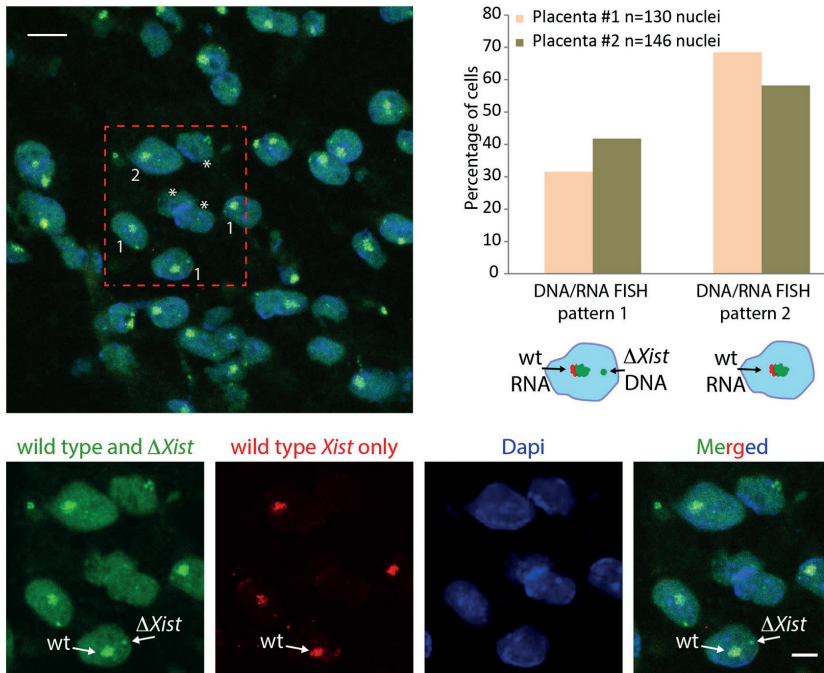 Placenta #1 n=130 nuclei
Placenta #2 n=146 nuclei
Percentage of cells
80
70
60
50
40
30
20
10
0
DNA/RNA FISH
pattern 1
DNA/RNA FISH
pattern 2
wt
RNA
ΔXist
DNA
wt
RNA
2
*
*
*
1
1
1
wild type and ΔXist
wild type Xist only
Dapi
Merged
wt
ΔXist
wt
wt
ΔXist